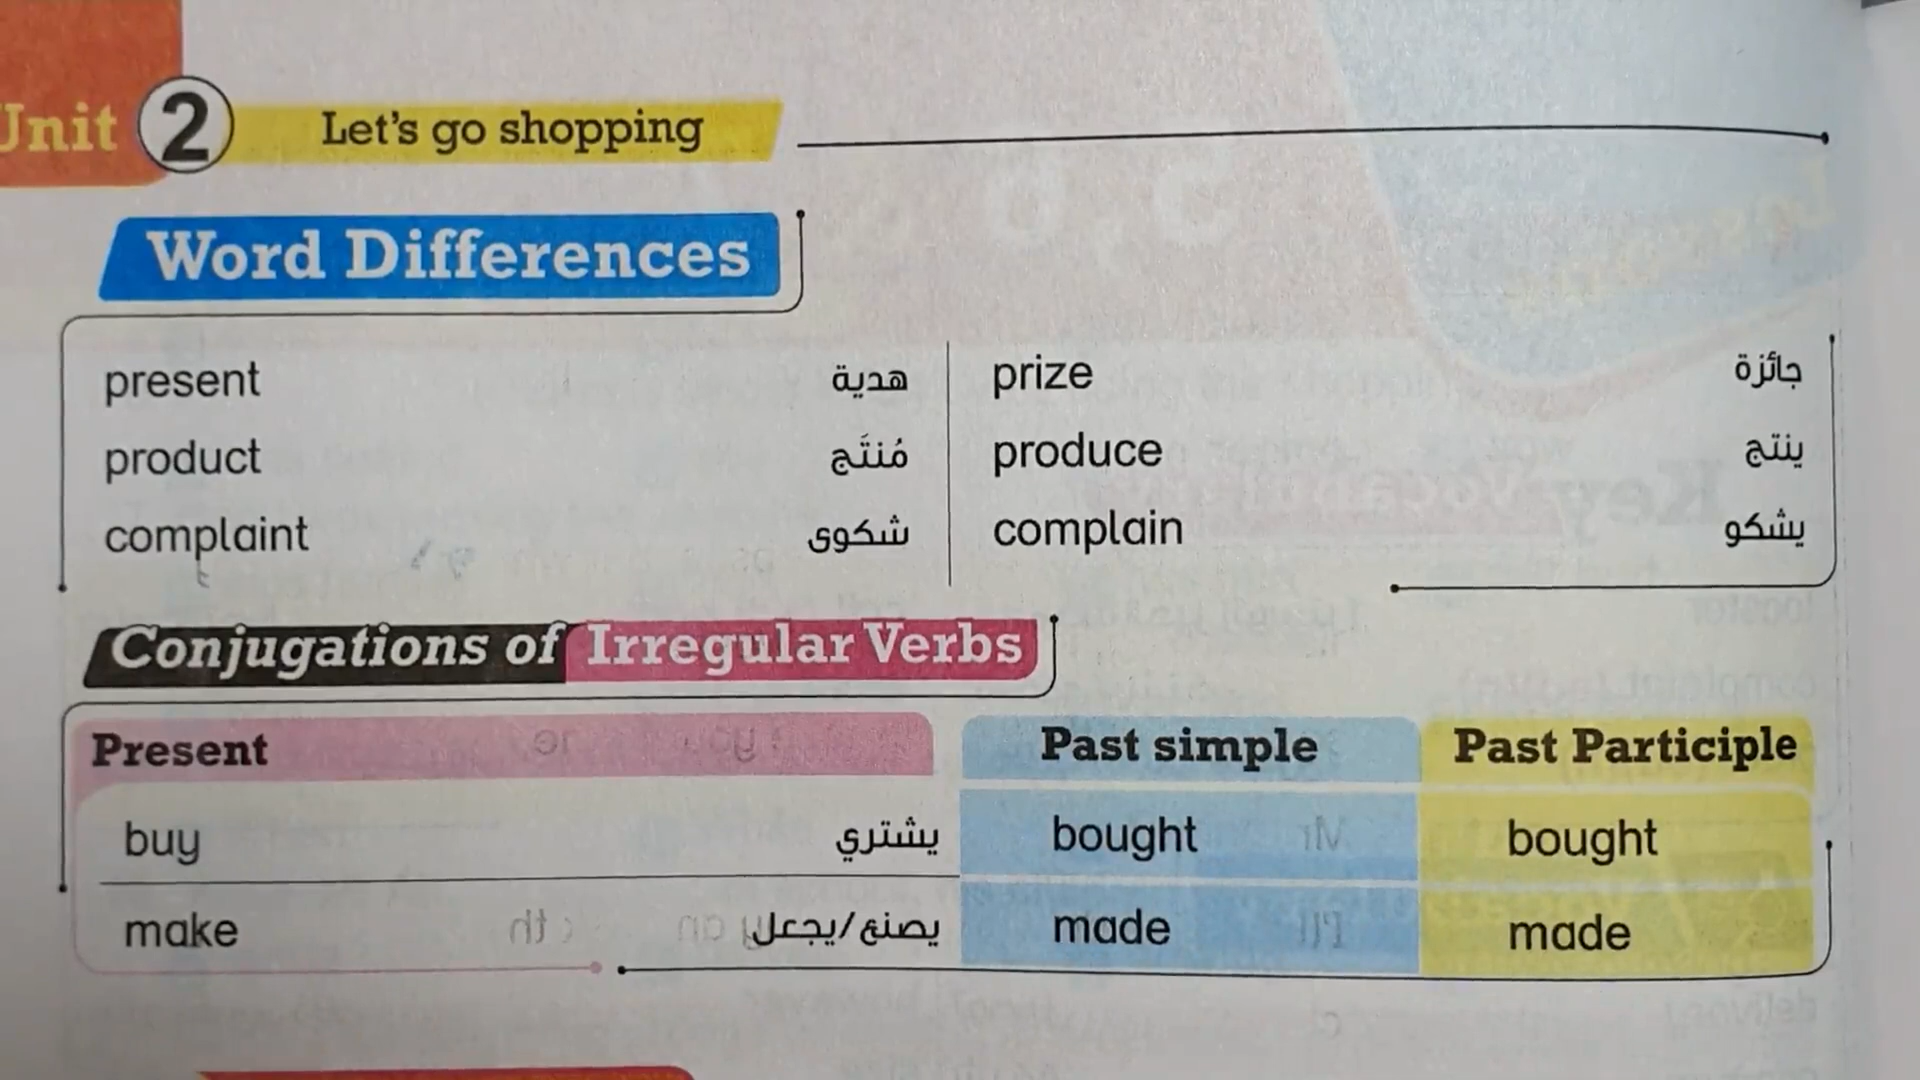 Unit 2 Let's go shopping
Word Differences
present هدية prize جائزة
product مُنتَج produce ينتج
complaint شكوى complain يشكو
Conjugations of Irregular Verbs
Present Past simple Past Participle
buy يشتري bought bought
make يصنع/يجعل made made